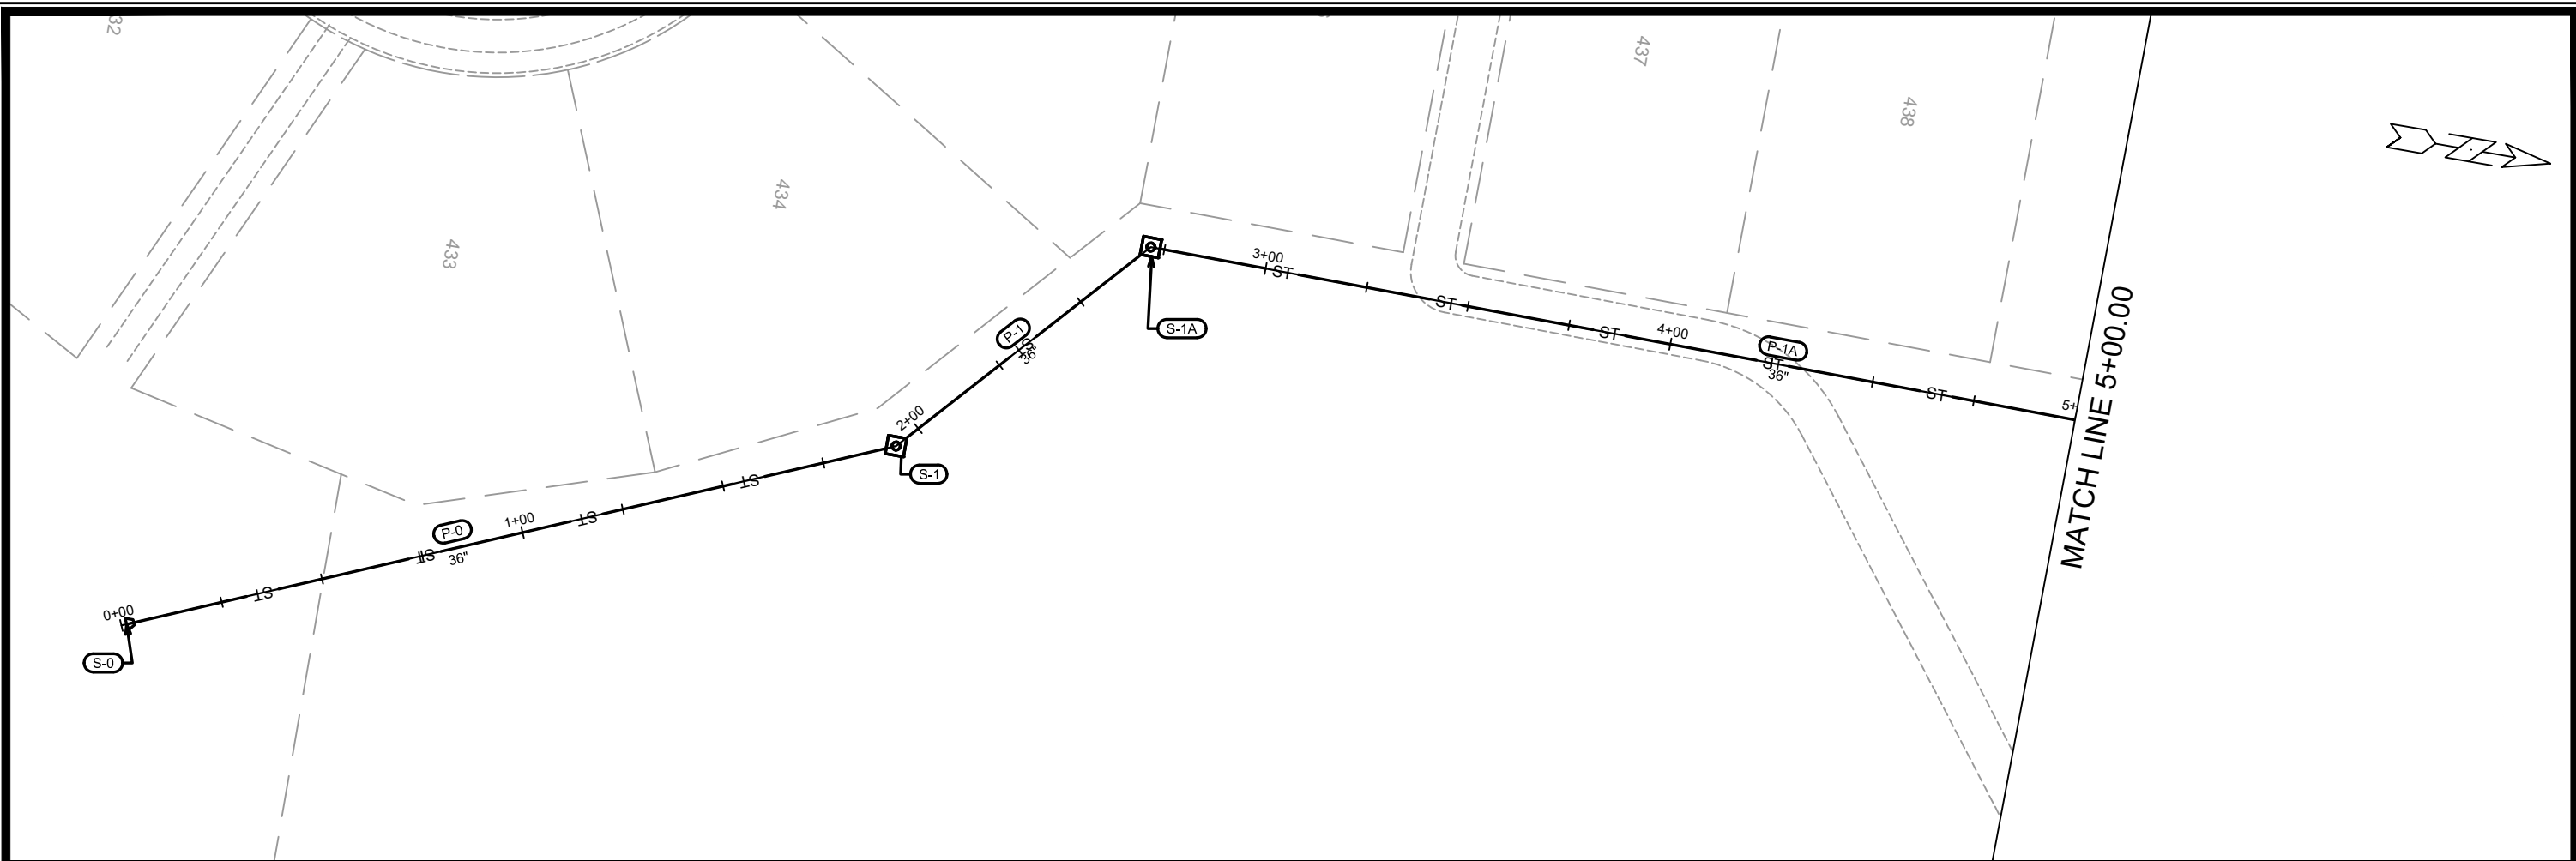 432
437
438
434
433
3+00
ST
ST
S-1A
P-1
36"
ST
4+00
P-1A
ST
36"
ST
5+
MATCH LINE 5+00.00
2+00
S-1
ST
1+00
ST
P-0
ST
36"
ST
0+00
S-0